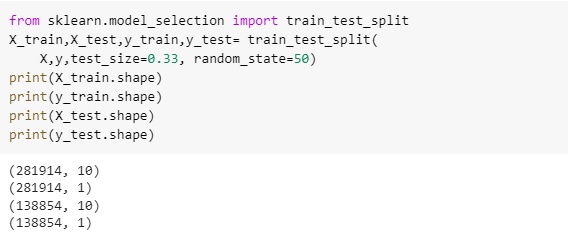 from sklearn.model_selection import train_test_split
X_train,X_test,y_train,y_test= train_test_split(
    X,y,test_size=0.33, random_state=50)
print(X_train.shape)
print(y_train.shape)
print(X_test.shape)
print(y_test.shape)
(281914, 10)
(281914, 1)
(138854, 10)
(138854, 1)